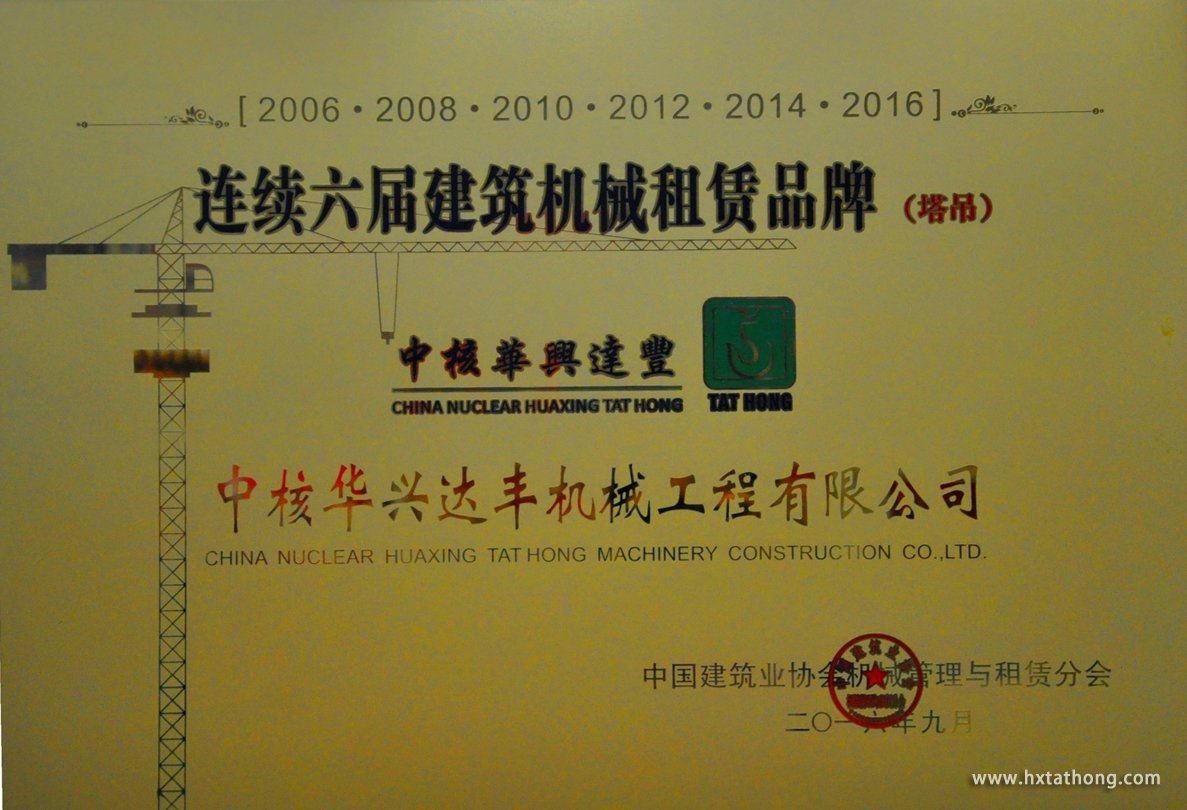 [ 2006 • 2008 • 2010 • 2012 • 2014 • 2016 ]
连续六届建筑机械租赁品牌（塔吊）
中核華興達豐
CHINA NUCLEAR HUAXING TAT HONG
TAT HONG
中核华兴达丰机械工程有限公司
CHINA NUCLEAR HUAXING TAT HONG MACHINERY CONSTRUCTION CO.,LTD.
中国建筑业协会机械管理与租赁分会
二〇一六年九月
www.hxtathong.com